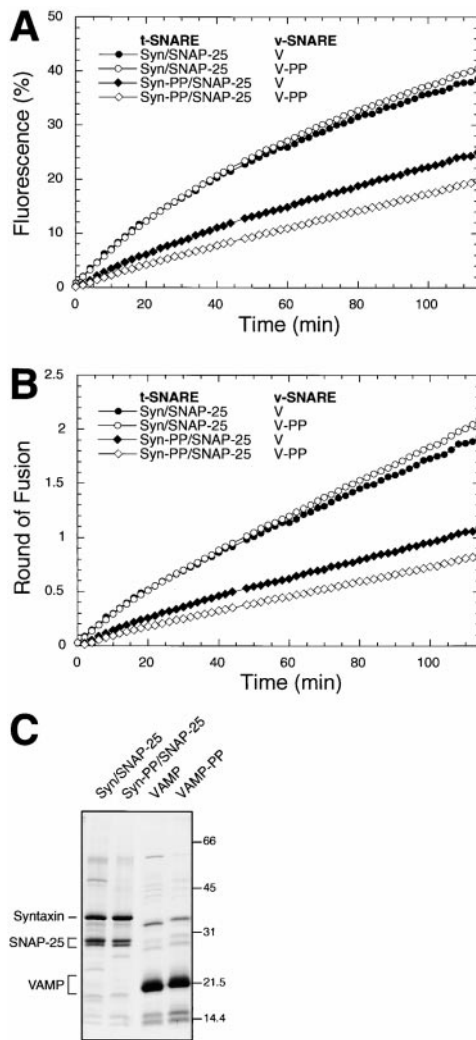 A
t-SNARE v-SNARE
Syn/SNAP-25 V
Syn/SNAP-25 V-PP
Syn-PP/SNAP-25 V
Syn-PP/SNAP-25 V-PP
Fluorescence (%)
50
40
30
20
10
0
0 20 40 60 80 100
Time (min)
B
t-SNARE v-SNARE
Syn/SNAP-25 V
Syn/SNAP-25 V-PP
Syn-PP/SNAP-25 V
Syn-PP/SNAP-25 V-PP
Round of Fusion
2.5
2
1.5
1
0.5
0
0 20 40 60 80 100
Time (min)
C
Syn/SNAP-25
Syn-PP/SNAP-25
VAMP
VAMP-PP
66
45
Syntaxin
31
SNAP-25
VAMP
21.5
14.4